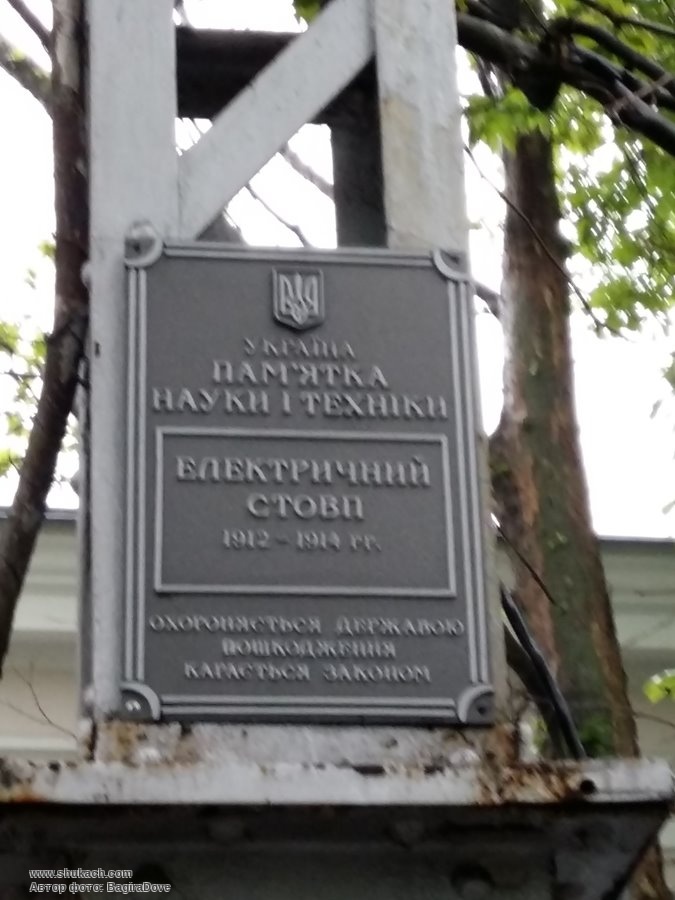 УКРАЇНА
ПАМ'ЯТКА
НАУКИ І ТЕХНІКИ
ЕЛЕКТРИЧНИЙ
СТОВП
1912 - 1914 рр.
ОХОРОНЯЄТЬСЯ ДЕРЖАВОЮ
ПОШКОДЖЕННЯ
КАРАЄТЬСЯ ЗАКОНОМ
www.shukach.com
Автор фото: BagiraDove